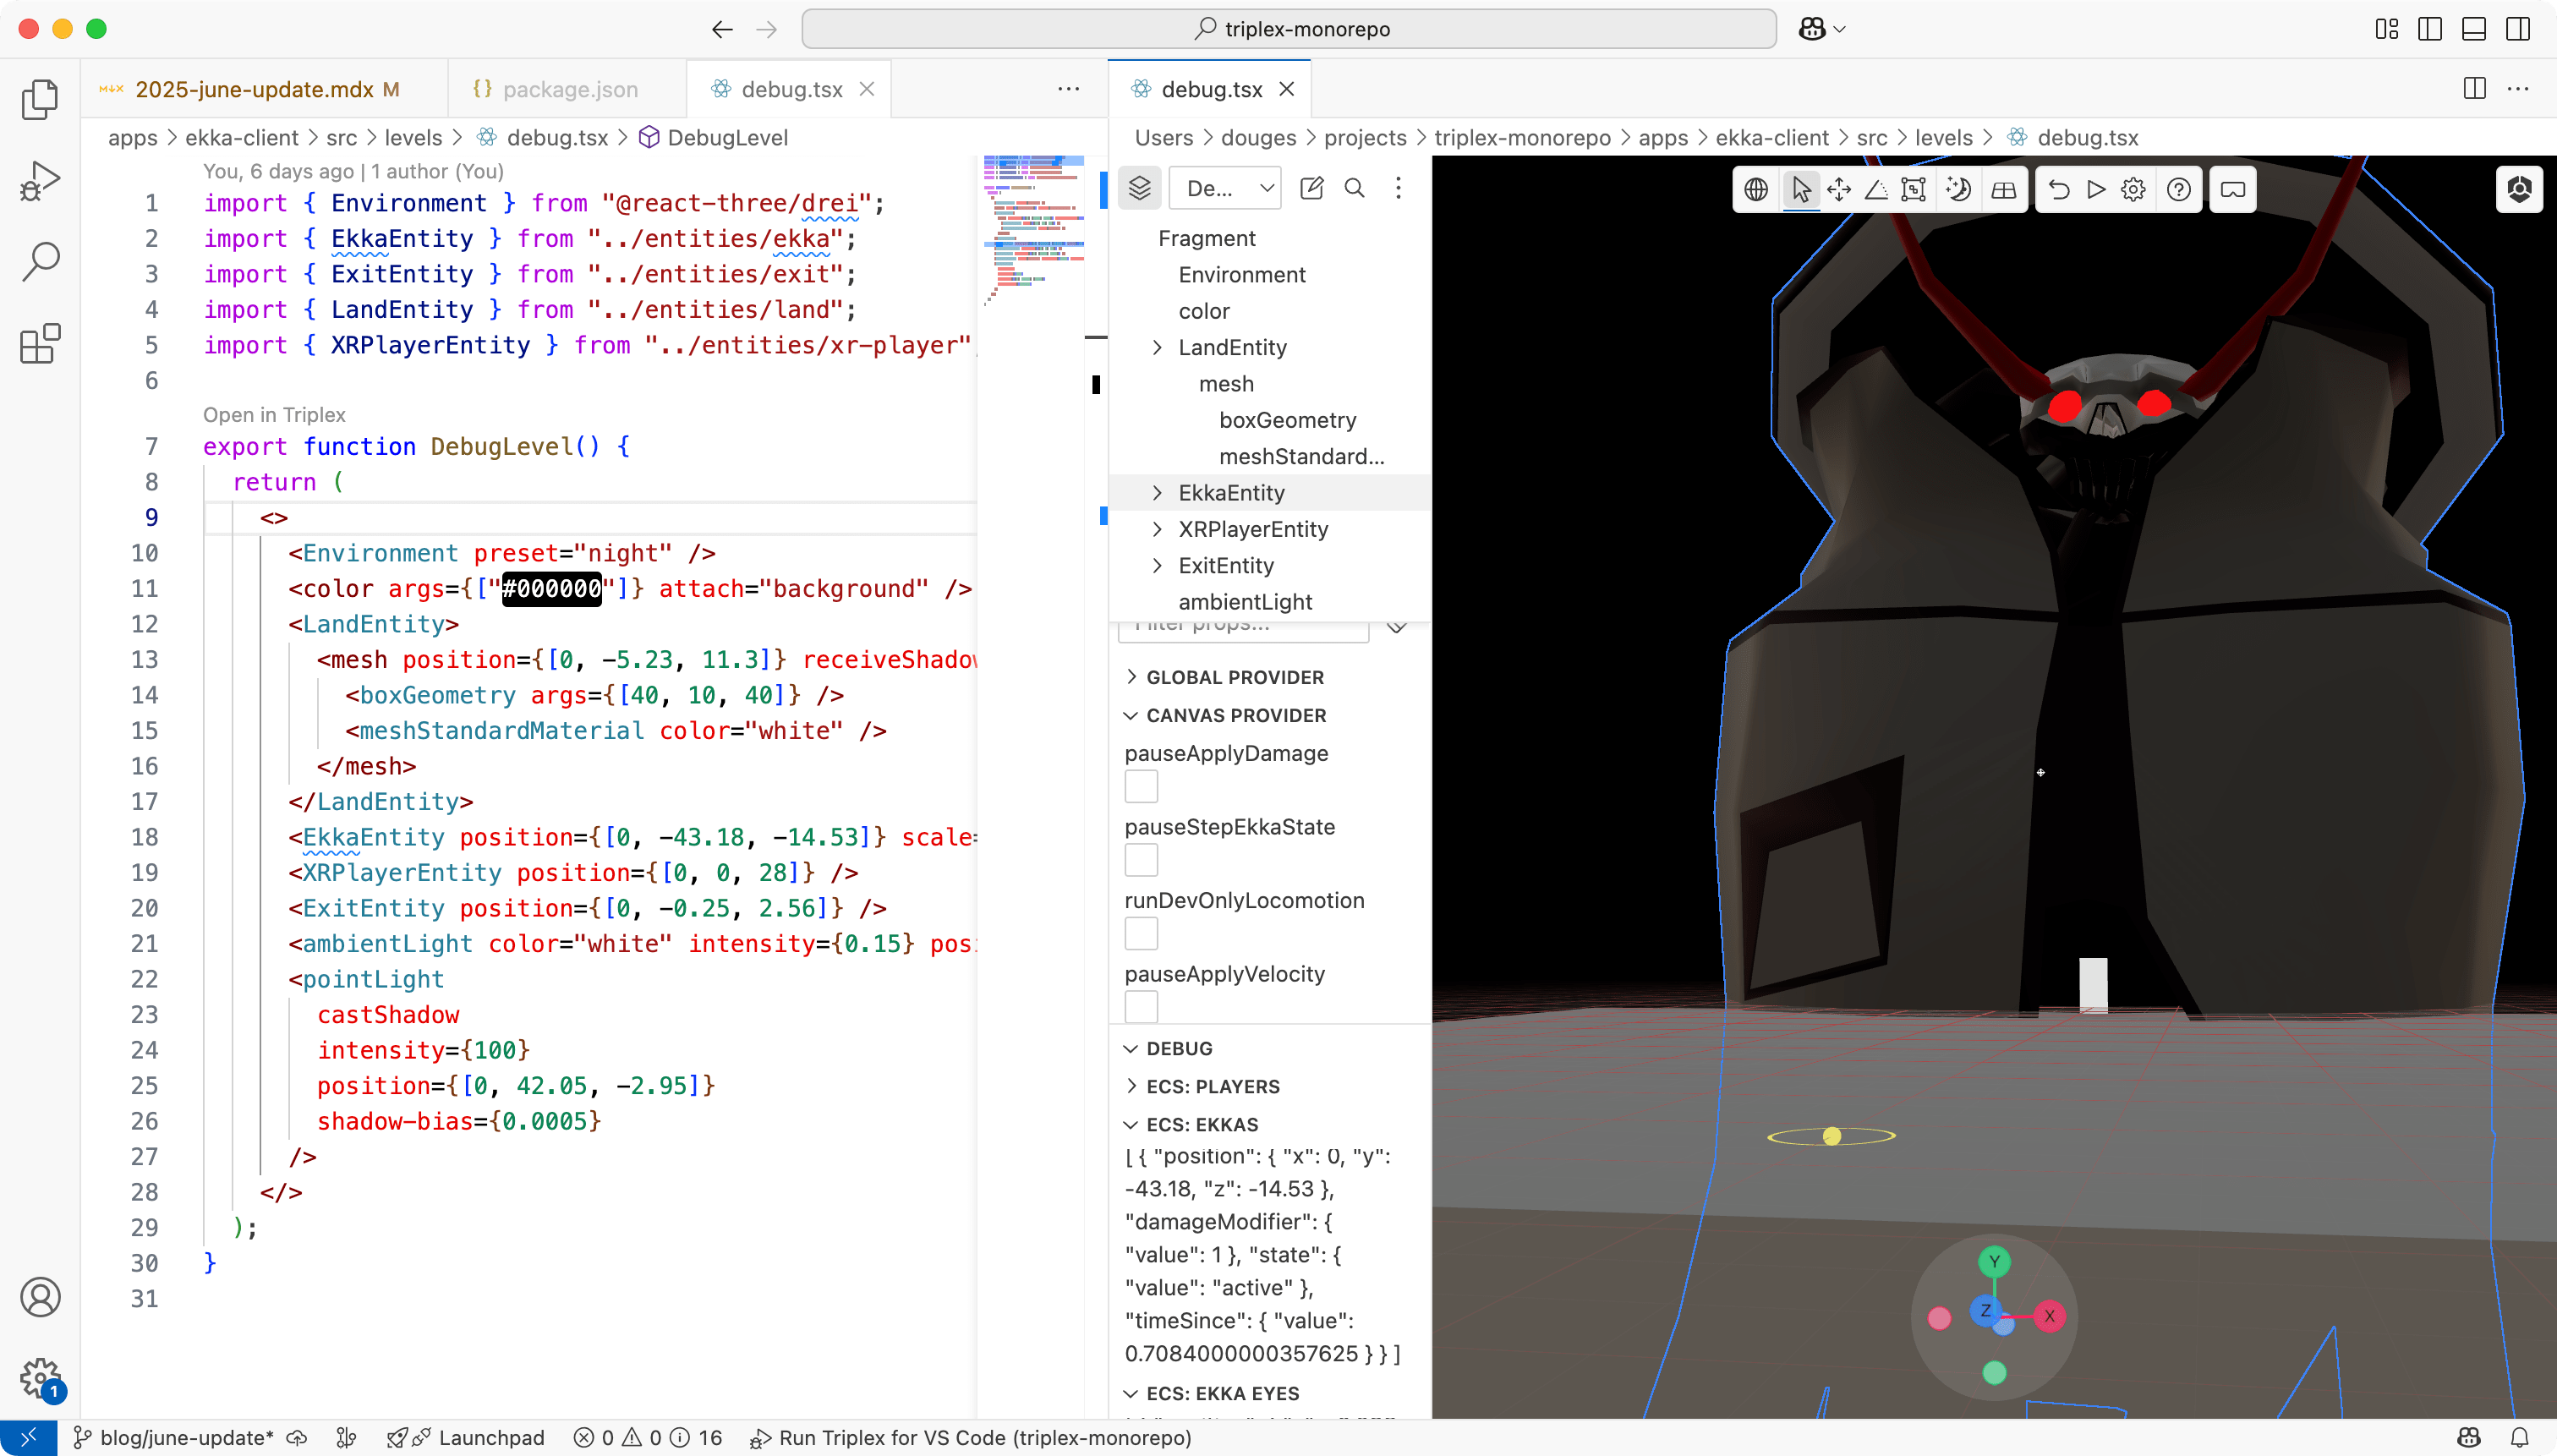 triplex-monorepo
2025-june-update.mdx M
package.json
debug.tsx
debug.tsx
apps > ekka-client > src > levels > debug.tsx > DebugLevel
Users > douges > projects > triplex-monorepo > apps > ekka-client > src > levels > debug.tsx
You, 6 days ago | 1 author (You)
1 import { Environment } from "@react-three/drei";
2 import { EkkaEntity } from "../entities/ekka";
3 import { ExitEntity } from "../entities/exit";
4 import { LandEntity } from "../entities/land";
5 import { XRPlayerEntity } from "../entities/xr-player"
6
Open in Triplex
7 export function DebugLevel() {
8 return (
9 <>
10 <Environment preset="night" />
11 <color args={["#000000"]} attach="background" />
12 <LandEntity>
13 <mesh position={[0, -5.23, 11.3]} receiveShadow
14 <boxGeometry args={[40, 10, 40]} />
15 <meshStandardMaterial color="white" />
16 </mesh>
17 </LandEntity>
18 <EkkaEntity position={[0, -43.18, -14.53]} scale=
19 <XRPlayerEntity position={[0, 0, 28]} />
20 <ExitEntity position={[0, -0.25, 2.56]} />
21 <ambientLight color="white" intensity={0.15} posi
22 <pointLight
23 castShadow
24 intensity={100}
25 position={[0, 42.05, -2.95]}
26 shadow-bias={0.0005}
27 />
28 </>
29 );
30 }
31
De...
Fragment
Environment
color
LandEntity
mesh
boxGeometry
meshStandard...
EkkaEntity
XRPlayerEntity
ExitEntity
ambientLight
Filter props...
GLOBAL PROVIDER
CANVAS PROVIDER
pauseApplyDamage
pauseStepEkkaState
runDevOnlyLocomotion
pauseApplyVelocity
DEBUG
ECS: PLAYERS
ECS: EKKAS
[ { "position": { "x": 0, "y":
-43.18, "z": -14.53 },
"damageModifier": {
"value": 1 }, "state": {
"value": "active" },
"timeSince": { "value":
0.7084000000357625 } } ]
ECS: EKKA EYES
Y
Z
X
1
blog/june-update*
Launchpad
0 0 16
Run Triplex for VS Code (triplex-monorepo)